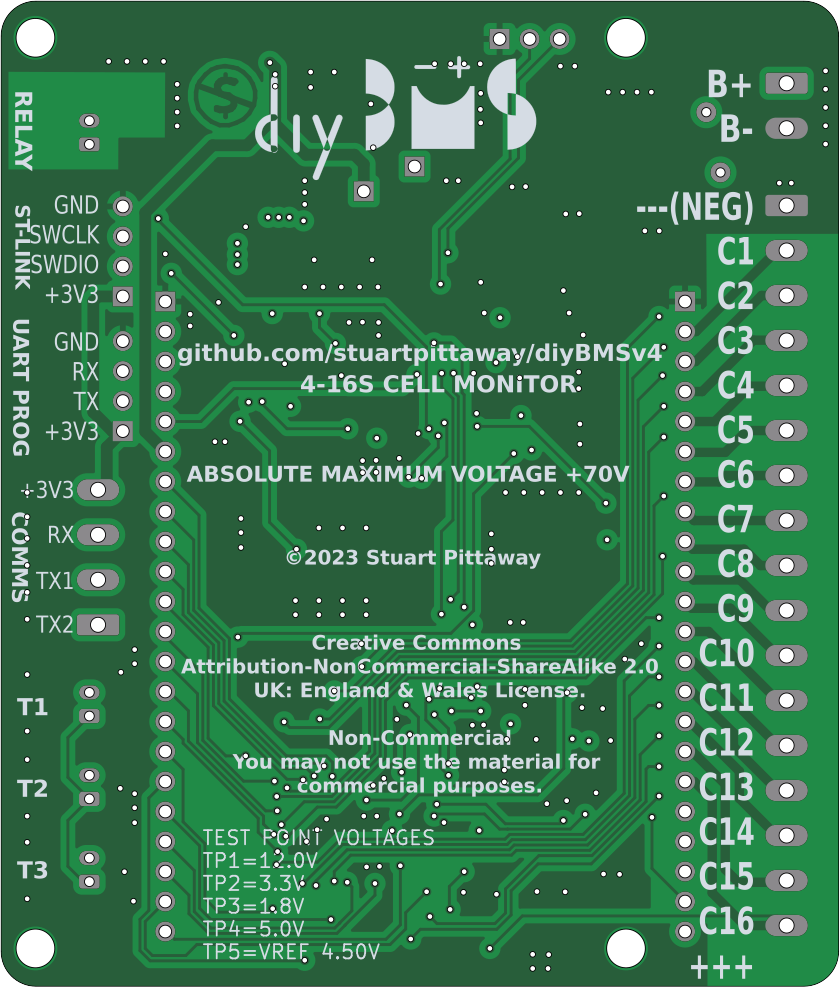 diy BMS
- +
B+
B-
---(NEG)
RELAY
GND
SWCLK
SWDIO
+3V3
ST-LINK
GND
RX
TX
+3V3
UART PROG
+3V3
RX
TX1
TX2
COMMS
T1
T2
T3
github.com/stuartpittaway/diyBMSv4
4-16S CELL MONITOR
ABSOLUTE MAXIMUM VOLTAGE +70V
©2023 Stuart Pittaway
Creative Commons
Attribution-NonCommercial-ShareAlike 2.0
UK: England & Wales License.
Non-Commercial
You may not use the material for
commercial purposes.
TEST POINT VOLTAGES
TP1=12.0V
TP2=3.3V
TP3=1.8V
TP4=5.0V
TP5=VREF 4.50V
C1
C2
C3
C4
C5
C6
C7
C8
C9
C10
C11
C12
C13
C14
C15
C16
+++